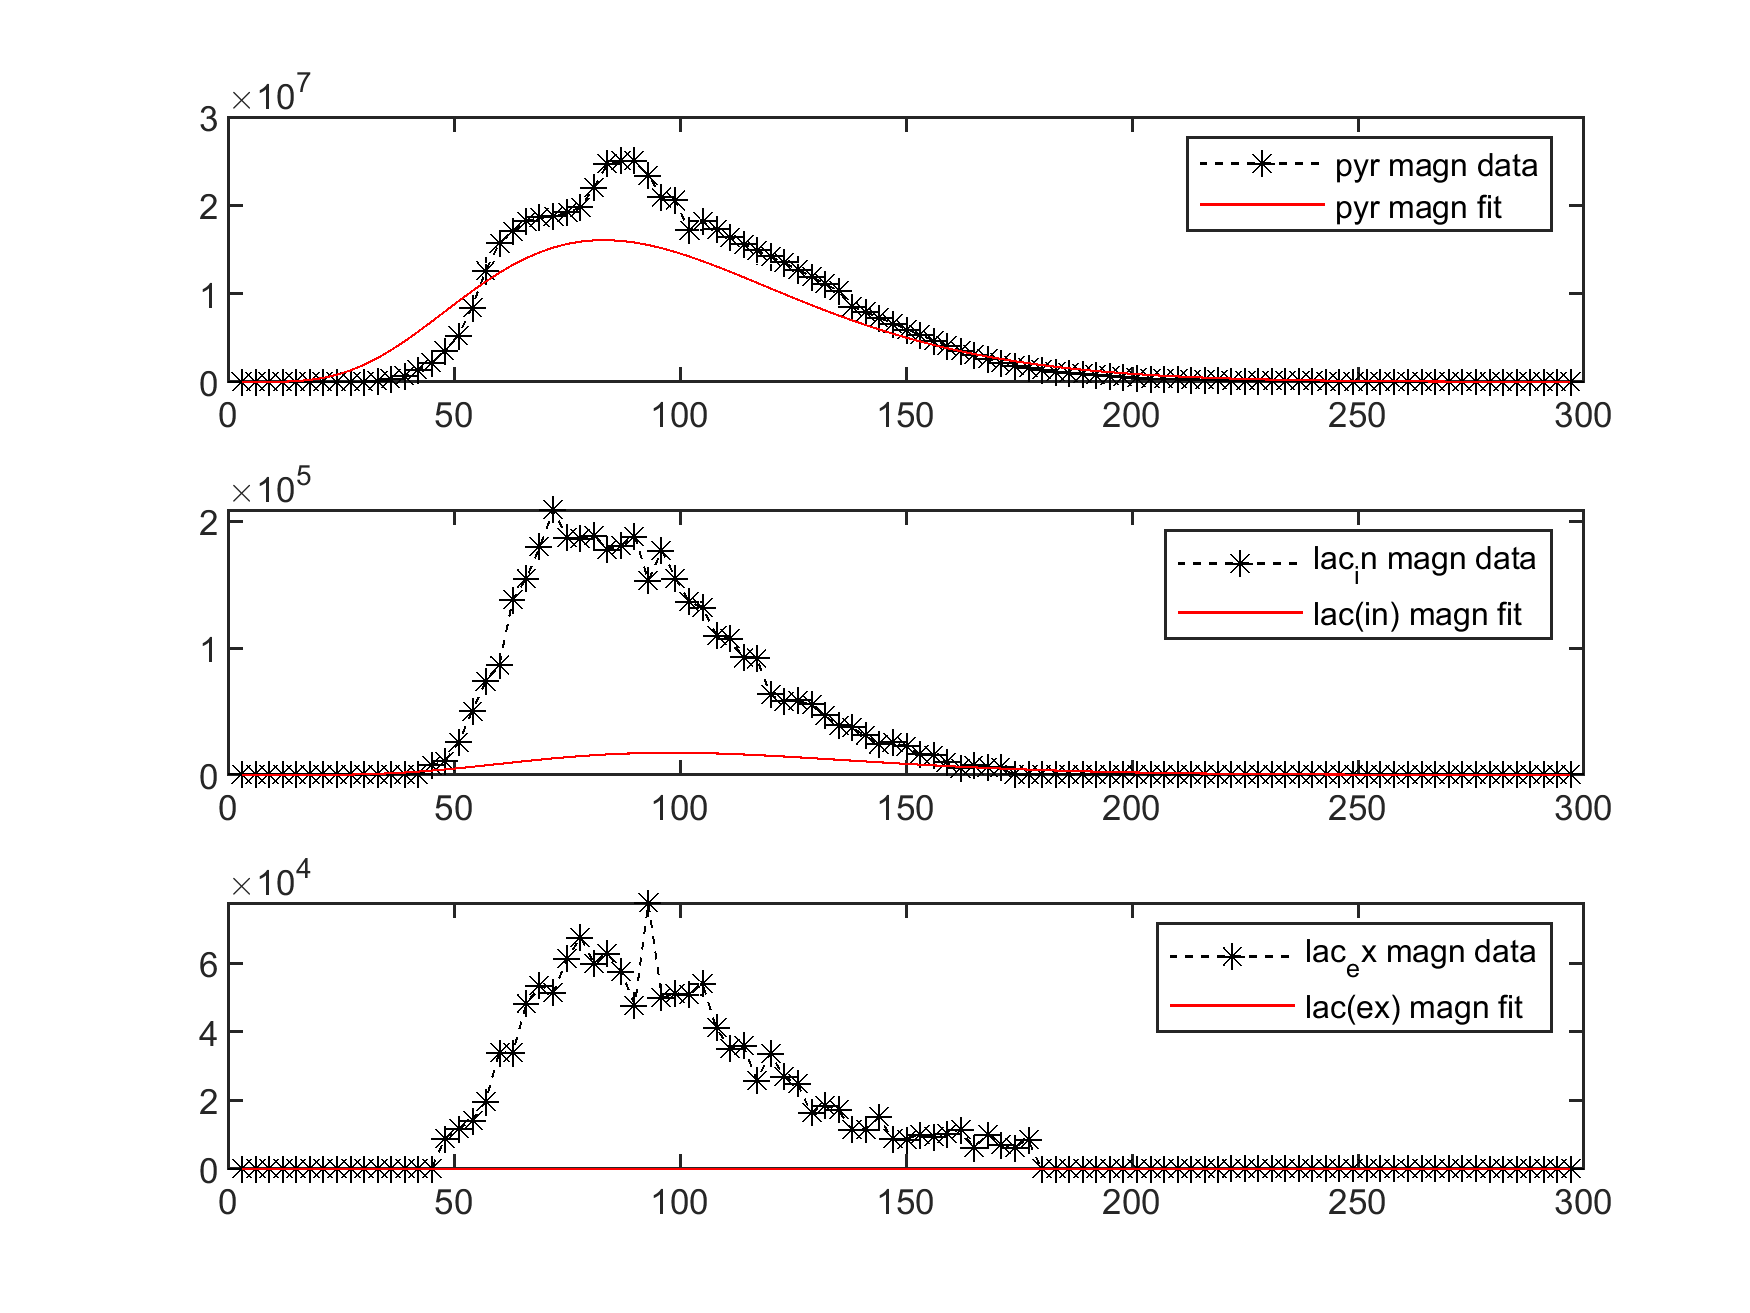 ×10^7
3
2
1
0
0 50 100 150 200 250 300
pyr magn data
pyr magn fit
×10^5
2
1
0
0 50 100 150 200 250 300
lac_in magn data
lac(in) magn fit
×10^4
6
4
2
0
0 50 100 150 200 250 300
lac_ex magn data
lac(ex) magn fit